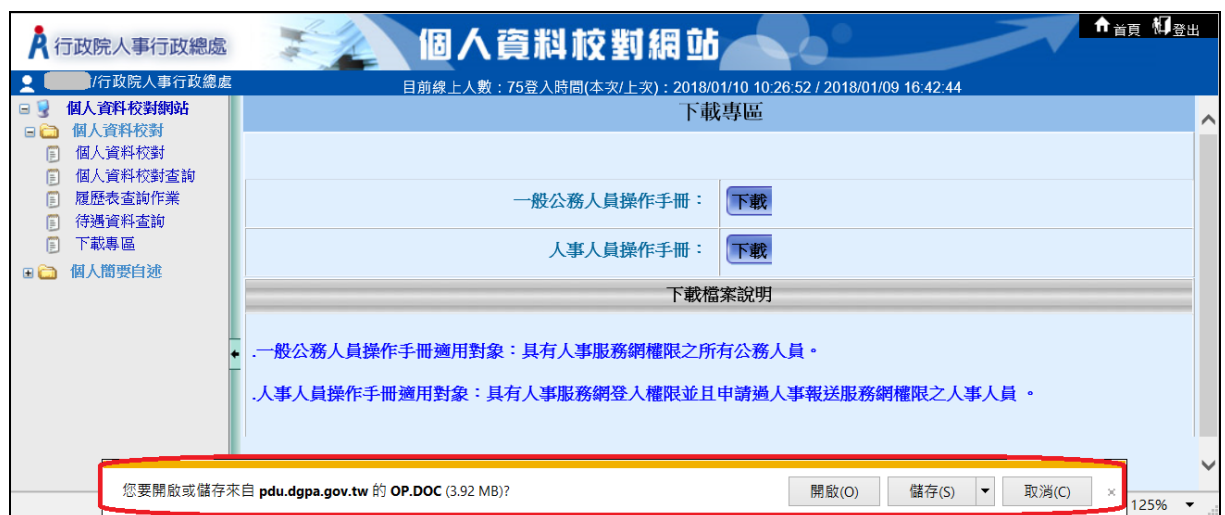 行政院人事行政總處
個人資料校對網站
首頁 登出
/行政院人事行政總處
目前線上人數：75登入時間(本次/上次)：2018/01/10 10:26:52 / 2018/01/09 16:42:44
個人資料校對網站
個人資料校對
個人資料校對
個人資料校對查詢
履歷表查詢作業
待遇資料查詢
下載專區
個人簡要自述
下載專區
一般公務人員操作手冊： 下載
人事人員操作手冊： 下載
下載檔案說明
.一般公務人員操作手冊適用對象：具有人事服務網權限之所有公務人員。
.人事人員操作手冊適用對象：具有人事服務網登入權限並且申請過人事報送服務網權限之人事人員 。
您要開啟或儲存來自 pdu.dgpa.gov.tw 的 OP.DOC (3.92 MB)?
開啟(O) 儲存(S) 取消(C) ×
125%